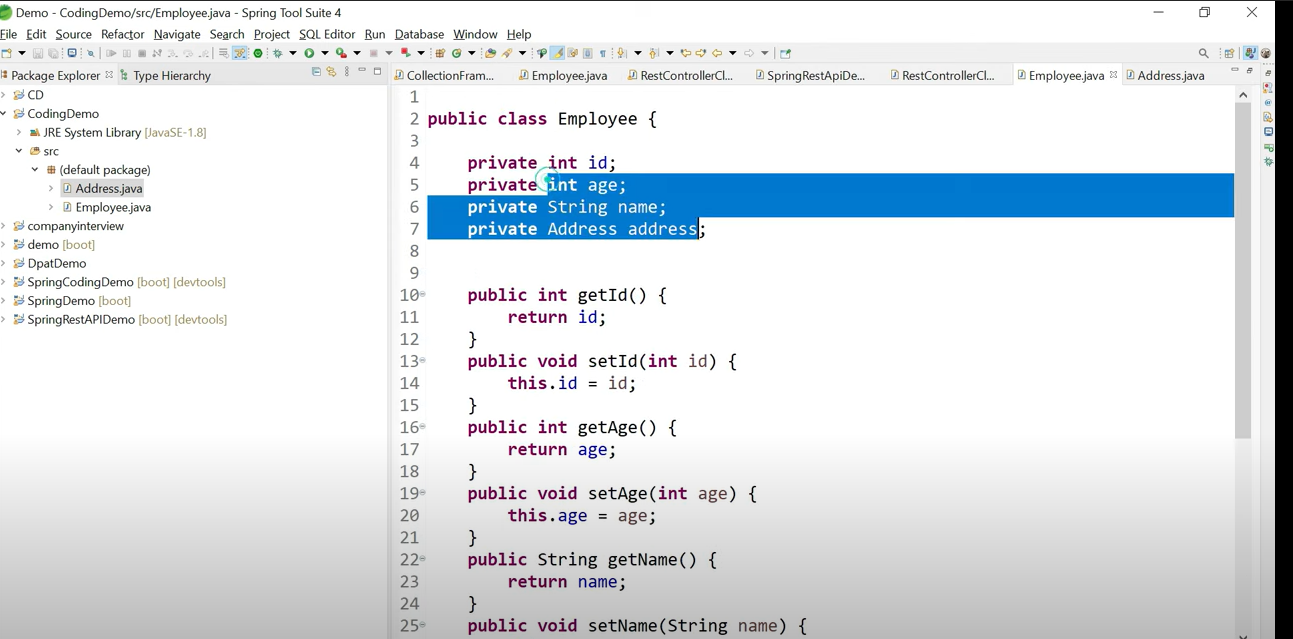 Demo - CodingDemo/src/Employee.java - Spring Tool Suite 4
File Edit Source Refactor Navigate Search Project SQL Editor Run Database Window Help
Package Explorer Type Hierarchy
CollectionFram... Employee.java RestControllerCl... SpringRestApiDe... RestControllerCl... Employee.java Address.java
CD
CodingDemo
JRE System Library [JavaSE-1.8]
src
(default package)
Address.java
Employee.java
companyinterview
demo [boot]
DpatDemo
SpringCodingDemo [boot] [devtools]
SpringDemo [boot]
SpringRestAPIDemo [boot] [devtools]
1
2 public class Employee {
3
4 private int id;
5 private int age;
6 private String name;
7 private Address address;
8
9
10 public int getId() {
11 return id;
12 }
13 public void setId(int id) {
14 this.id = id;
15 }
16 public int getAge() {
17 return age;
18 }
19 public void setAge(int age) {
20 this.age = age;
21 }
22 public String getName() {
23 return name;
24 }
25 public void setName(String name) {